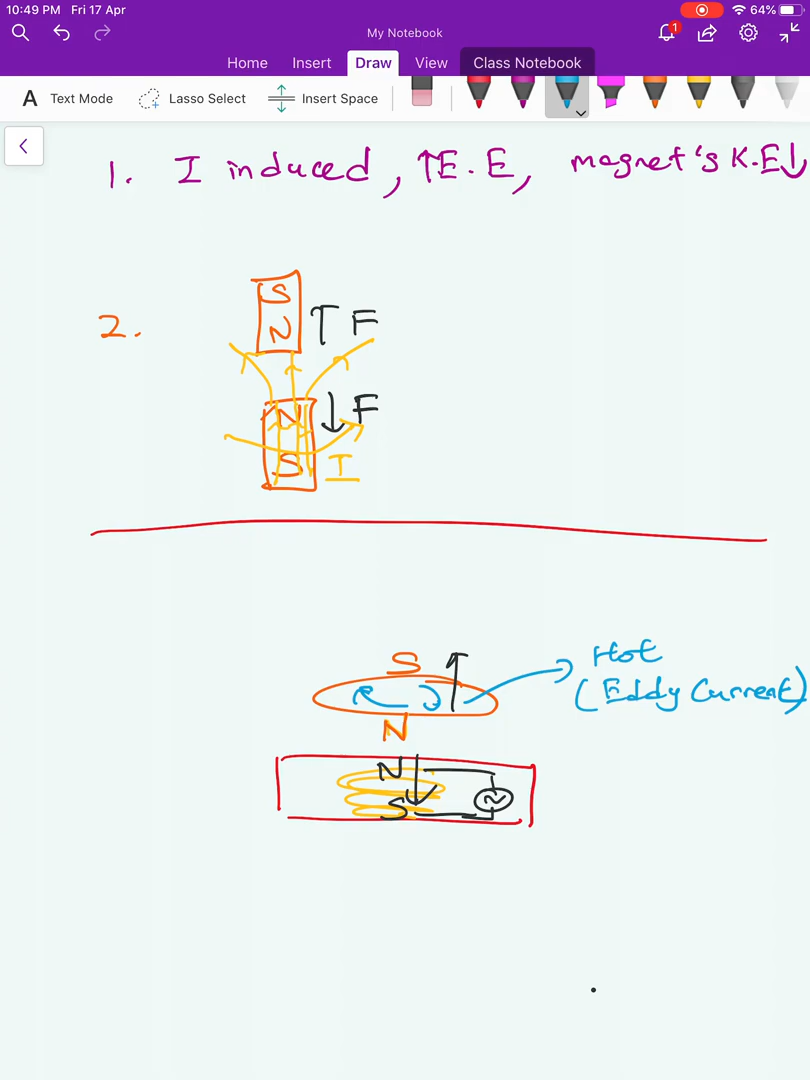 10:49 PM Fri 17 Apr
64%
My Notebook
1
Home Insert Draw View Class Notebook
A Text Mode Lasso Select Insert Space
1. I induced, ↑E.E, magnet's K.E↓
2.
S
N ↑ F
N ↓ F
S I
S
Hot
(Eddy Current)
N
N
S
~